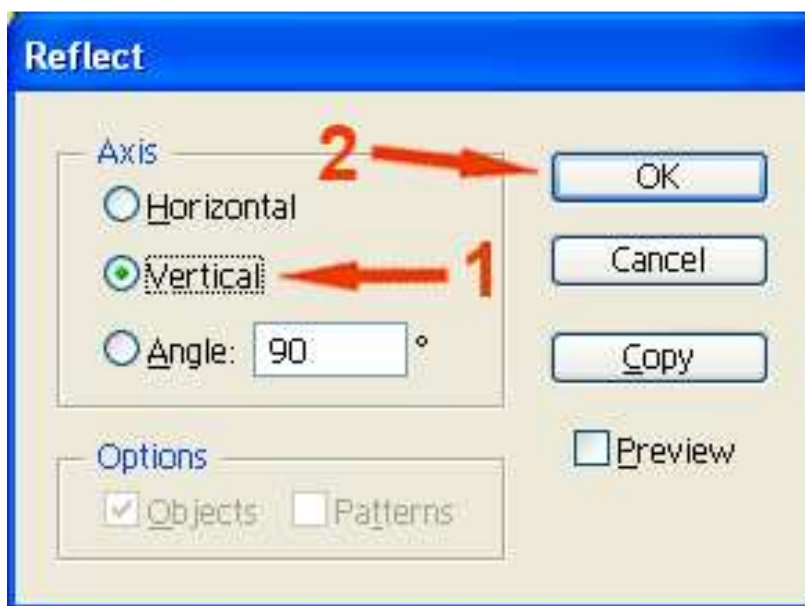 Reflect
Axis
2
OK
Horizontal
Vertical
1
Cancel
Angle: 90 °
Copy
Options
Preview
Objects Patterns